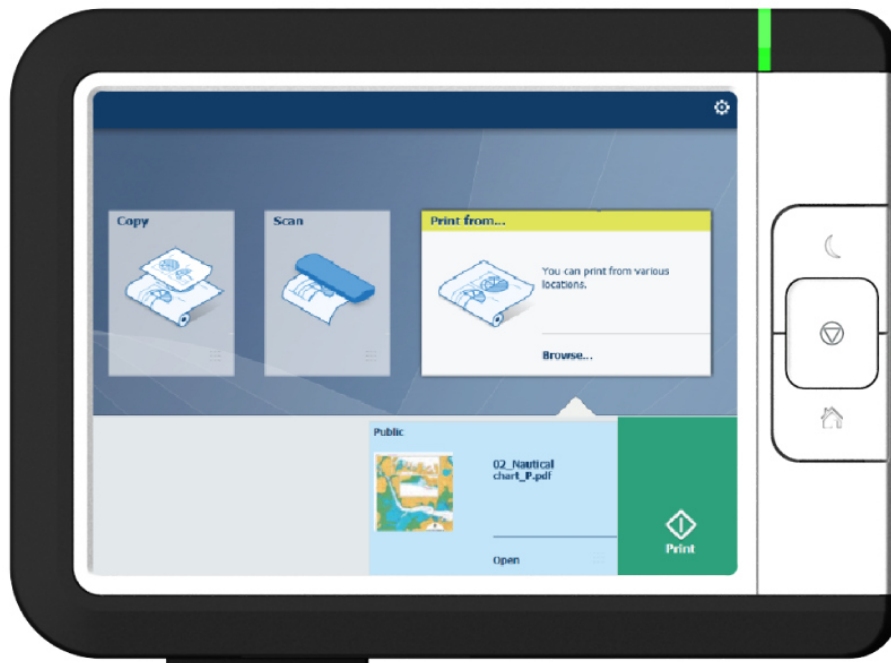 Copy
Scan
Print from...
You can print from various
locations.
Browse...
Public
02_Nautical
chart_P.pdf
Open
Print